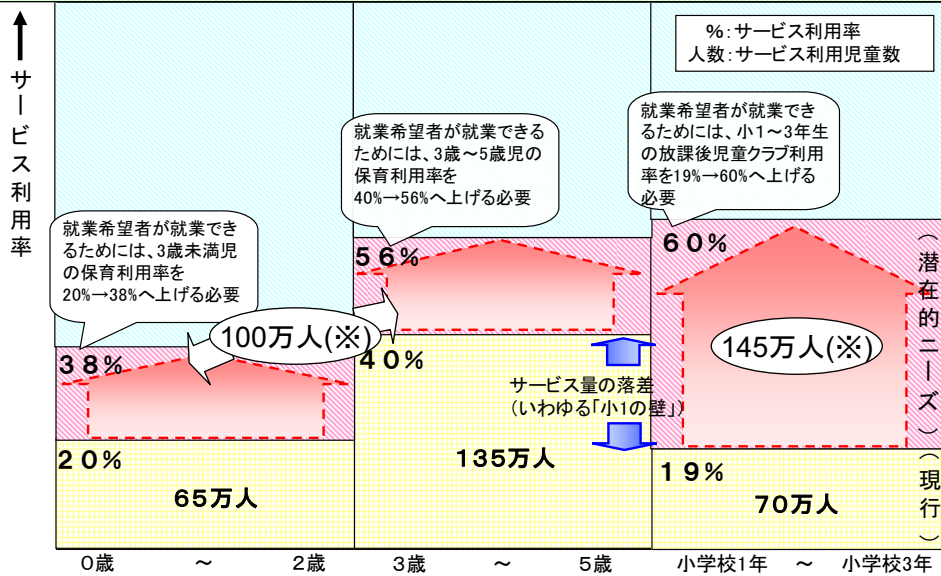 サービス利用率
%:サービス利用率
人数:サービス利用児童数
就業希望者が就業でき
るためには、3歳未満児
の保育利用率を
20%→38%へ上げる必要
就業希望者が就業できる
ためには、3歳～5歳児の
保育利用率を
40%→56%へ上げる必要
就業希望者が就業でき
るためには、小1～3年生
の放課後児童クラブ利用
率を19%→60%へ上げる
必要
38%
56%
60%
100万人(※)
145万人(※)
(潜在的ニーズ)
20%
40%
19%
サービス量の落差
(いわゆる「小1の壁」)
65万人
135万人
70万人
(現行)
0歳 ～ 2歳
3歳 ～ 5歳
小学校1年 ～ 小学校3年